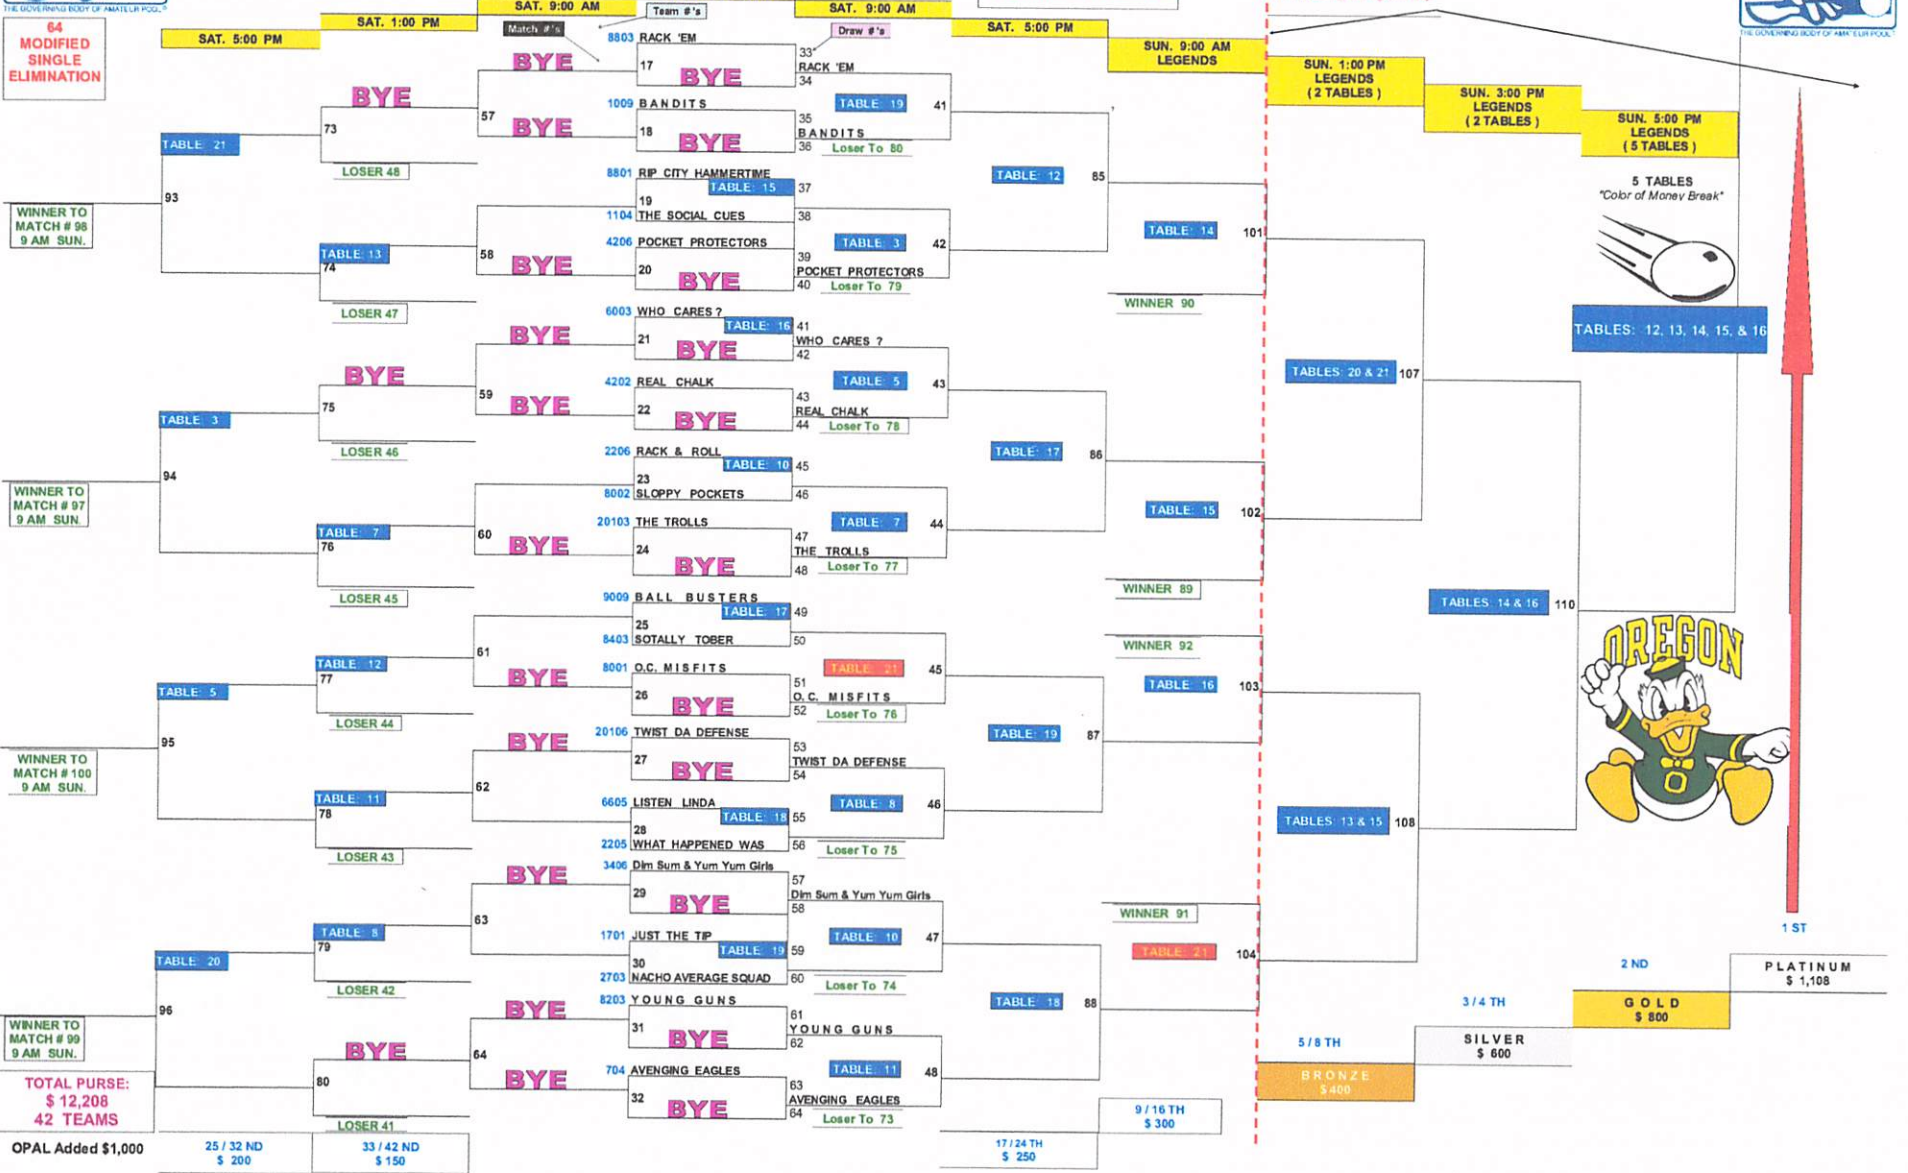 THE GOVERNING BODY OF AMATEUR POOL
64
MODIFIED
SINGLE
ELIMINATION
SAT. 5:00 PM
SAT. 1:00 PM
SAT. 9:00 AM
Match #'s
Team #'s
SAT. 9:00 AM
Draw #'s
SAT. 5:00 PM
SUN. 9:00 AM
LEGENDS
SUN. 1:00 PM
LEGENDS
( 2 TABLES )
SUN. 3:00 PM
LEGENDS
( 2 TABLES )
SUN. 5:00 PM
LEGENDS
( 5 TABLES )
THE GOVERNING BODY OF AMATEUR POOL
TABLE: 21
93
WINNER TO
MATCH # 98
9 AM SUN.
TABLE: 3
94
WINNER TO
MATCH # 97
9 AM SUN.
TABLE: 5
95
WINNER TO
MATCH # 100
9 AM SUN.
TABLE: 20
96
WINNER TO
MATCH # 99
9 AM SUN.
TOTAL PURSE:
$ 12,208
42 TEAMS
OPAL Added $1,000
25 / 32 ND
$ 200
BYE
73
LOSER 48
TABLE: 13
74
LOSER 47
BYE
75
LOSER 46
TABLE: 7
76
LOSER 45
TABLE: 12
77
LOSER 44
TABLE: 11
78
LOSER 43
TABLE: 8
79
LOSER 42
BYE
80
LOSER 41
33 / 42 ND
$ 150
BYE
57
BYE
58
BYE
BYE
59
BYE
60
BYE
61
BYE
BYE
62
BYE
63
BYE
64
BYE
8803 RACK 'EM
17
BYE
33
RACK 'EM
34
1009 BANDITS
18
BYE
35
BANDITS
36
8801 RIP CITY HAMMERTIME
TABLE: 15
37
19
1104 THE SOCIAL CUES
38
4206 POCKET PROTECTORS
39
20
BYE
POCKET PROTECTORS
40
6003 WHO CARES ?
TABLE: 16
41
21
BYE
WHO CARES ?
42
4202 REAL CHALK
43
22
BYE
REAL CHALK
44
2206 RACK & ROLL
TABLE: 10
45
23
8002 SLOPPY POCKETS
46
20103 THE TROLLS
47
24
BYE
THE TROLLS
48
9009 BALL BUSTERS
TABLE: 17
49
25
8403 SOTALLY TOBER
50
8001 O.C. MISFITS
51
26
BYE
O.C. MISFITS
52
20106 TWIST DA DEFENSE
53
27
BYE
TWIST DA DEFENSE
54
6605 LISTEN LINDA
TABLE: 18
55
28
2205 WHAT HAPPENED WAS
56
3406 Dim Sum & Yum Yum Girls
57
29
BYE
Dim Sum & Yum Yum Girls
58
1701 JUST THE TIP
TABLE: 19
59
30
2703 NACHO AVERAGE SQUAD
60
8203 YOUNG GUNS
61
31
BYE
YOUNG GUNS
62
704 AVENGING EAGLES
63
32
BYE
AVENGING EAGLES
64
TABLE: 19
41
Loser To 80
TABLE: 3
42
Loser To 79
TABLE: 5
43
Loser To 78
TABLE: 7
44
Loser To 77
TABLE: 21
45
Loser To 76
TABLE: 8
46
Loser To 75
TABLE: 10
47
Loser To 74
TABLE: 11
48
Loser To 73
TABLE: 12
85
TABLE: 17
86
TABLE: 19
87
TABLE: 18
88
17 / 24 TH
$ 250
TABLE: 14
101
WINNER 90
TABLE: 15
102
WINNER 89
WINNER 92
TABLE: 16
103
WINNER 91
TABLE: 21
104
9 / 16 TH
$ 300
TABLES: 20 & 21
107
TABLES: 13 & 15
108
5 / 8 TH
BRONZE
$ 400
TABLES: 14 & 16
110
3 / 4 TH
SILVER
$ 600
5 TABLES
"Color of Money Break"
TABLES: 12, 13, 14, 15, & 16
OREGON
O
2 ND
GOLD
$ 800
1 ST
PLATINUM
$ 1,108